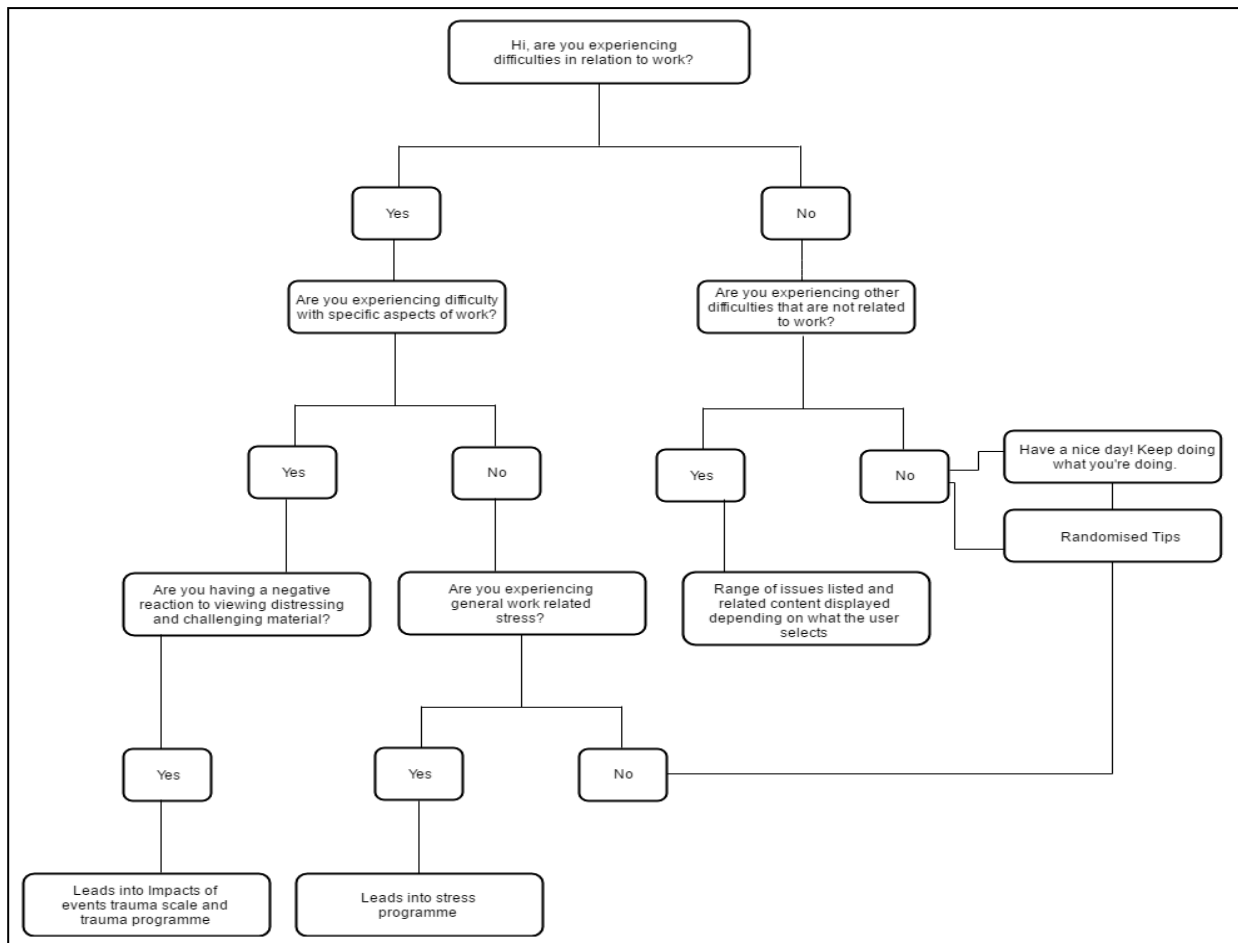 Hi, are you experiencing
difficulties in relation to work?
Yes
No
Are you experiencing difficulty
with specific aspects of work?
Are you experiencing other
difficulties that are not related
to work?
Yes
No
Yes
No
Have a nice day! Keep doing
what you're doing.
Randomised Tips
Are you having a negative
reaction to viewing distressing
and challenging material?
Are you experiencing
general work related
stress?
Range of issues listed and
related content displayed
depending on what the user
selects
Yes
Yes
No
Leads into Impacts of
events trauma scale and
trauma programme
Leads into stress
programme